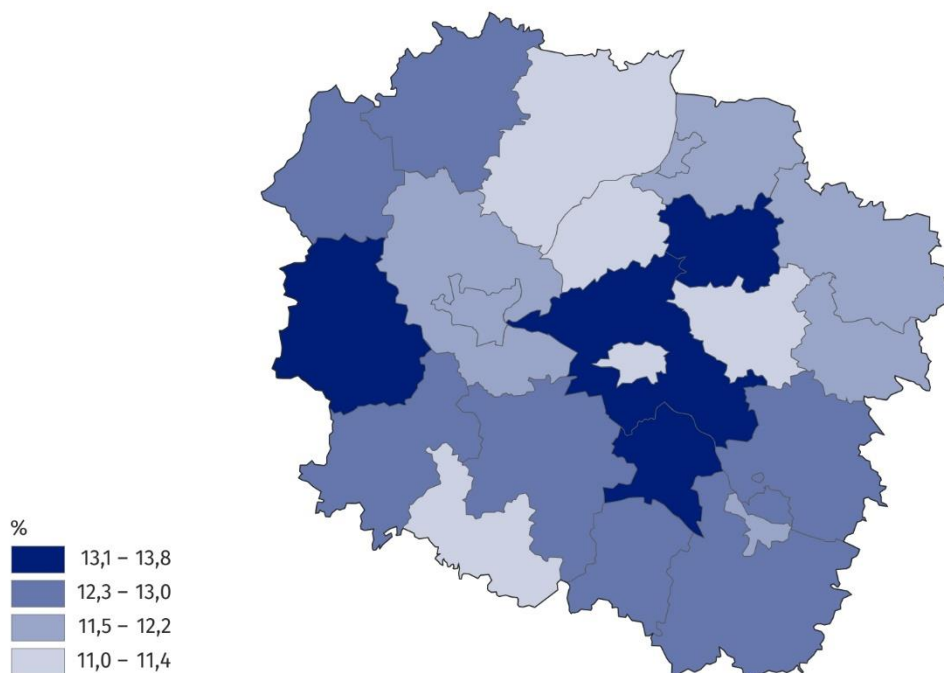 %
13,1 – 13,8
12,3 – 13,0
11,5 – 12,2
11,0 – 11,4